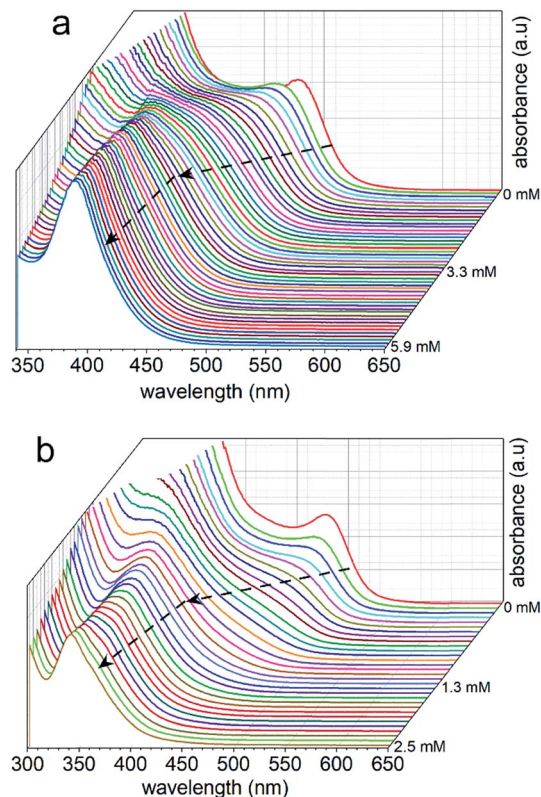 a
absorbance (a.u)
0 mM
3.3 mM
5.9 mM
350 400 450 500 550 600 650
wavelength (nm)
b
absorbance (a.u)
0 mM
1.3 mM
2.5 mM
300 350 400 450 500 550 600 650
wavelength (nm)